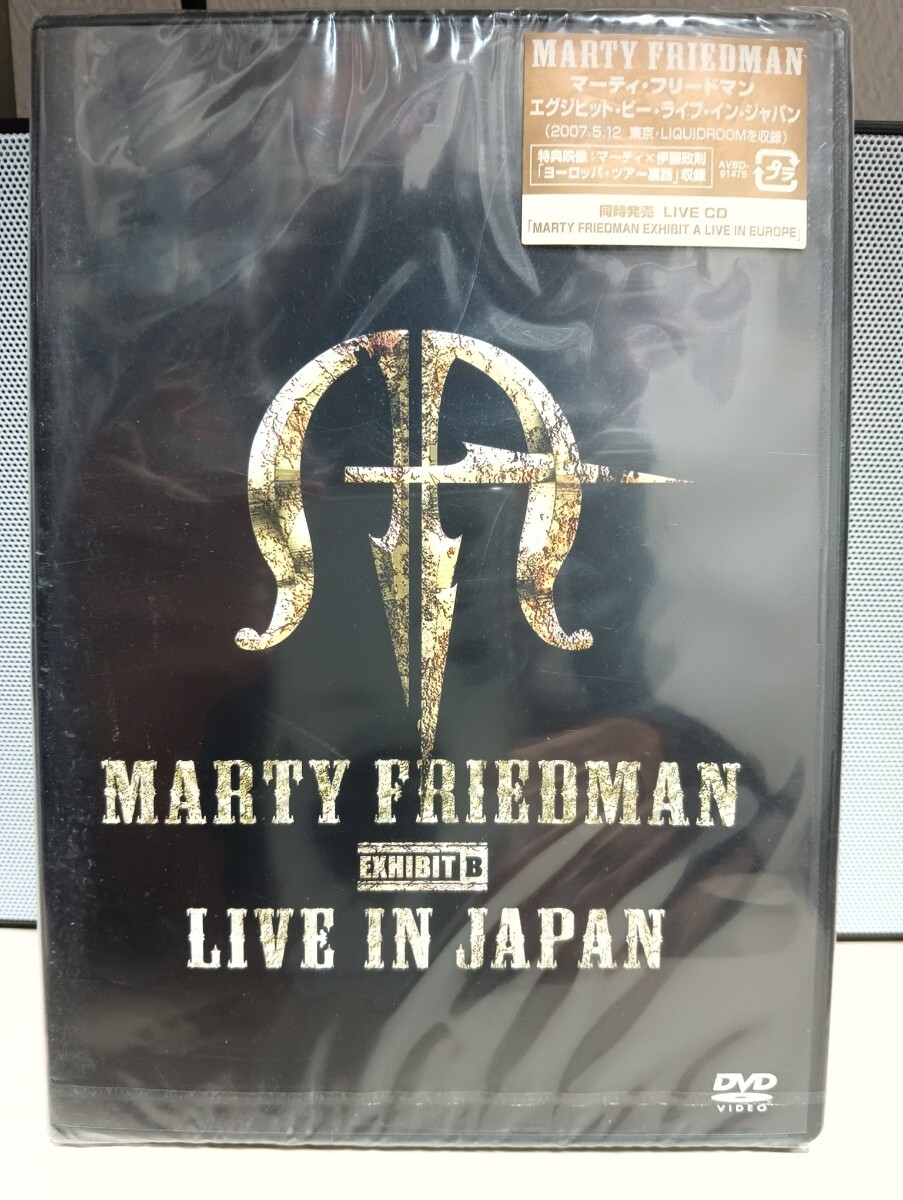 MARTY FRIEDMAN
マーティ・フリードマン
エグジビット・ビー・ライブ・イン・ジャパン
(2007.5.12 東京・LIQUIDROOMを収録)
特典映像:マーティ×伊藤政則
「ヨーロッパ・ツアー裏話」収録
AVBD-
91475
プラ
同時発売 LIVE CD
「MARTY FRIEDMAN EXHIBIT A LIVE IN EUROPE」
MARTY FRIEDMAN
EXHIBIT B
LIVE IN JAPAN
DVD
VIDEO